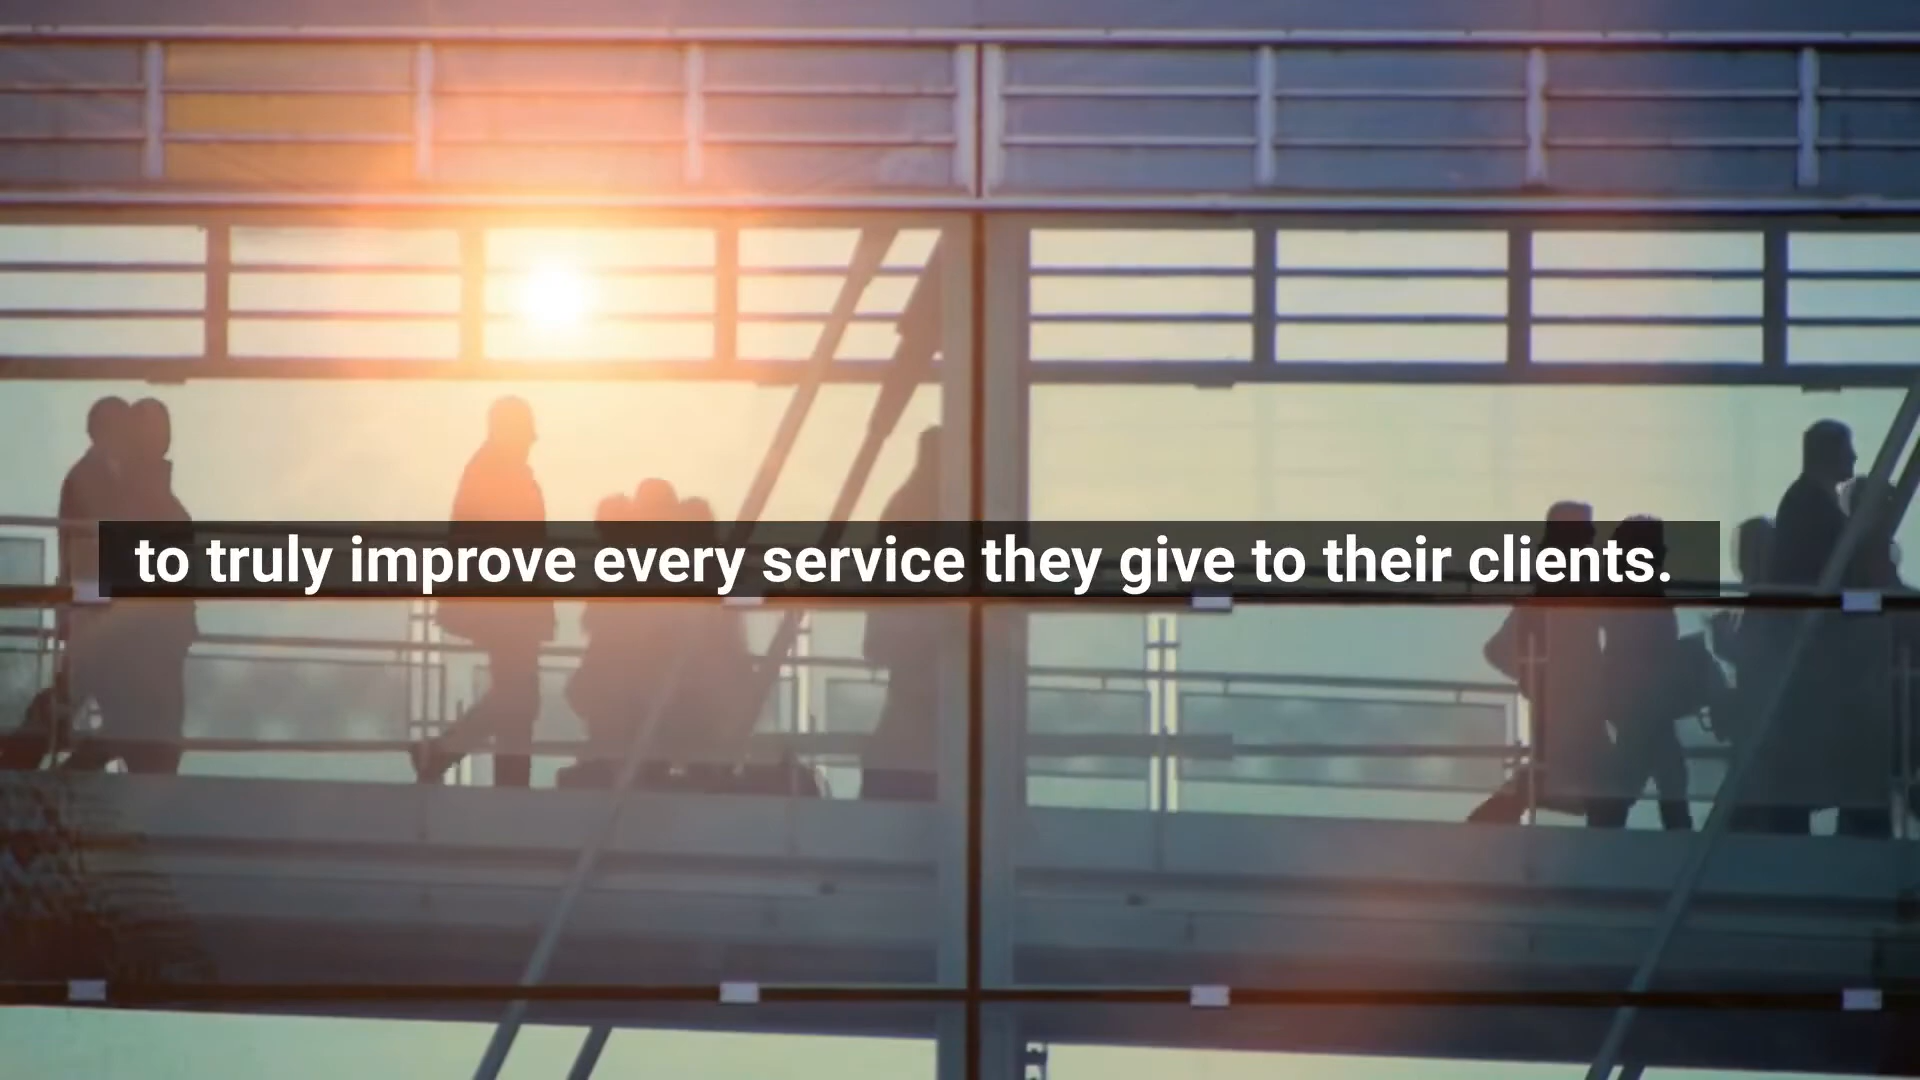 to truly improve every service they give to their clients.